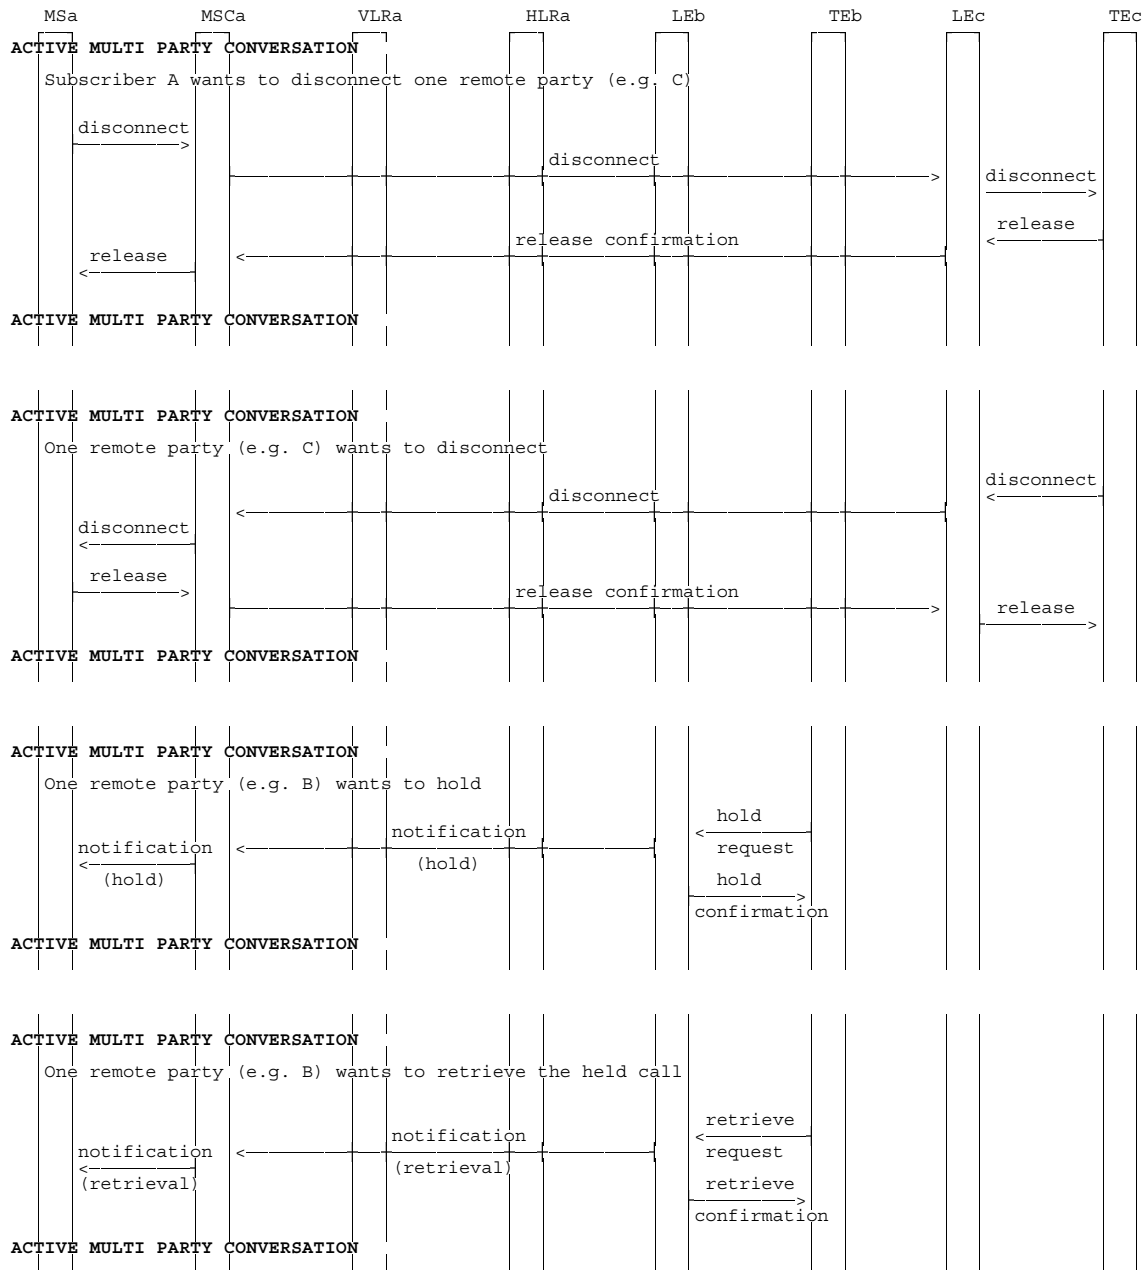 MSa MSCa VLRa HLRa LEb TEb LEc TEc
ACTIVE MULTI PARTY CONVERSATION
Subscriber A wants to disconnect one remote party (e.g. C)
disconnect
disconnect
disconnect
release
release confirmation
release
ACTIVE MULTI PARTY CONVERSATION
ACTIVE MULTI PARTY CONVERSATION
One remote party (e.g. C) wants to disconnect
disconnect
disconnect
disconnect
release
release confirmation
release
ACTIVE MULTI PARTY CONVERSATION
ACTIVE MULTI PARTY CONVERSATION
One remote party (e.g. B) wants to hold
hold
notification
notification request
(hold)
(hold) hold
confirmation
ACTIVE MULTI PARTY CONVERSATION
ACTIVE MULTI PARTY CONVERSATION
One remote party (e.g. B) wants to retrieve the held call
retrieve
notification
notification request
(retrieval)
(retrieval) retrieve
confirmation
ACTIVE MULTI PARTY CONVERSATION